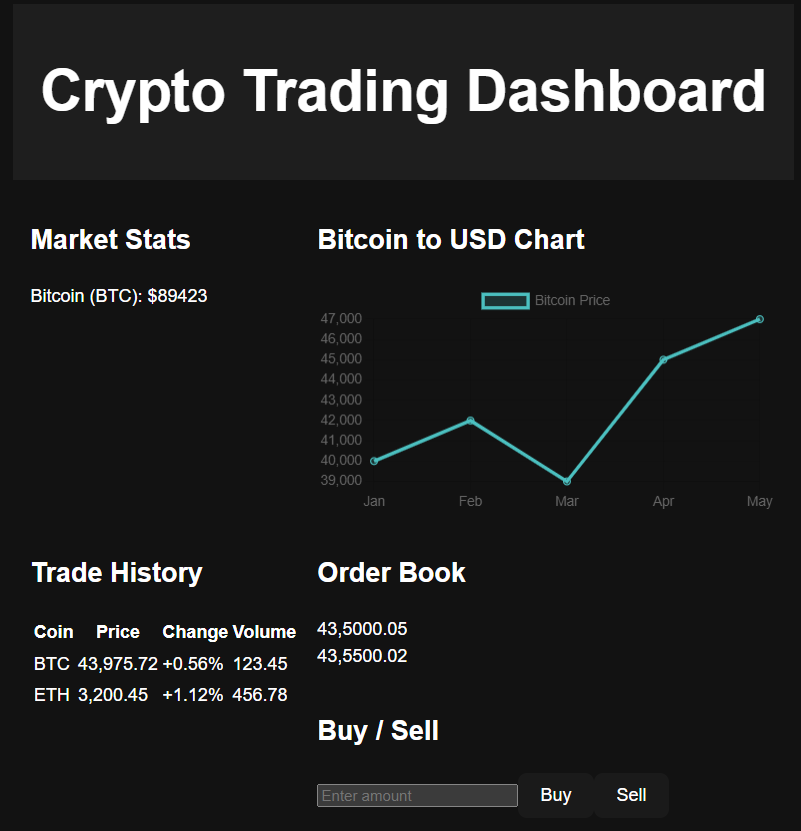 Crypto Trading Dashboard
Market Stats
Bitcoin (BTC): $89423
Bitcoin to USD Chart
Bitcoin Price
47,000
46,000
45,000
44,000
43,000
42,000
41,000
40,000
39,000
Jan Feb Mar Apr May
Trade History
Coin Price Change Volume
BTC 43,975.72 +0.56% 123.45
ETH 3,200.45 +1.12% 456.78
Order Book
43,5000.05
43,5500.02
Buy / Sell
Enter amount Buy Sell